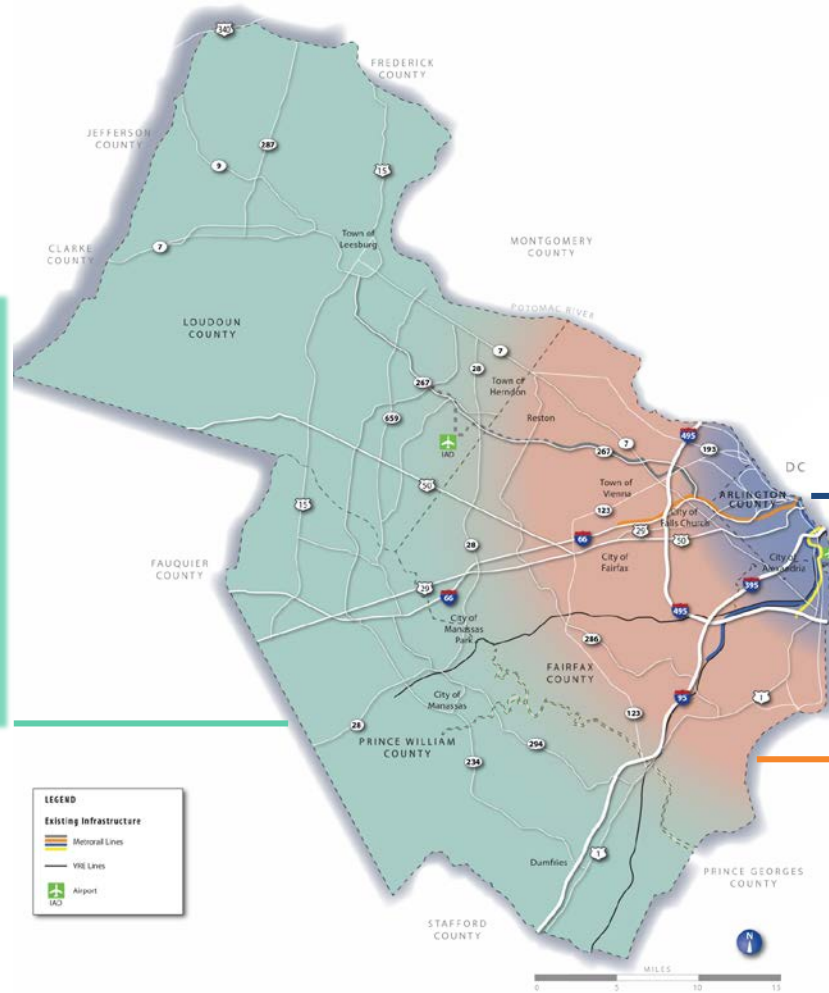 340
FREDERICK
COUNTY
JEFFERSON
COUNTY
287
9
15
CLARKE
COUNTY
7
Town of
Leesburg
MONTGOMERY
COUNTY
POTOMAC RIVER
LOUDOUN
COUNTY
7
28
Town of
Herndon
267
659
Reston
IAD
495
193
7
267
DC
50
15
Town of
Vienna
ARLINGTON
COUNTY
123
City of
Falls Church
29
50
66
28
City of
Fairfax
City of
Alexandria
FAUQUIER
COUNTY
29
66
395
495
City of
Manassas
Park
286
FAIRFAX
COUNTY
95
1
City of
Manassas
123
28
PRINCE WILLIAM
COUNTY
294
234
LEGEND
Existing Infrastructure
Metrorail Lines
VRE Lines
Airport
IAD
Dumfries
1
PRINCE GEORGES
COUNTY
STAFFORD
COUNTY
N
MILES
0 5 10 15